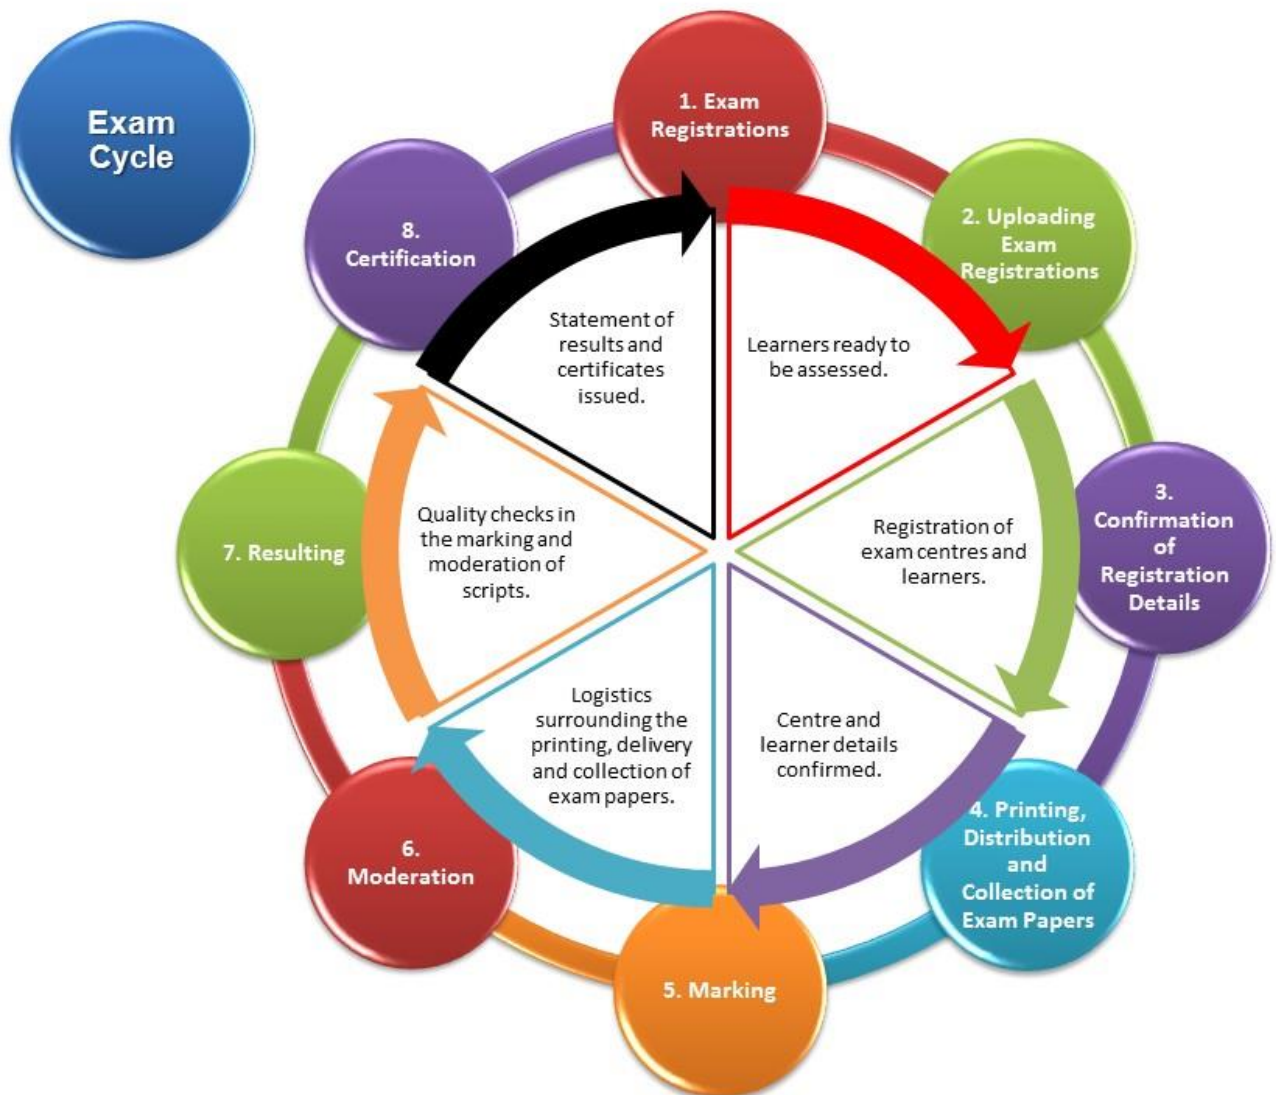 Exam
Cycle
1. Exam
Registrations
2. Uploading
Exam
Registrations
3.
Confirmation
of
Registration
Details
4. Printing,
Distribution
and
Collection of
Exam Papers
5. Marking
6.
Moderation
7. Resulting
8.
Certification
Learners ready to
be assessed.
Registration of
exam centres and
learners.
Centre and
learner details
confirmed.
Logistics
surrounding the
printing, delivery
and collection of
exam papers.
Quality checks in
the marking and
moderation of
scripts.
Statement of
results and
certificates
issued.